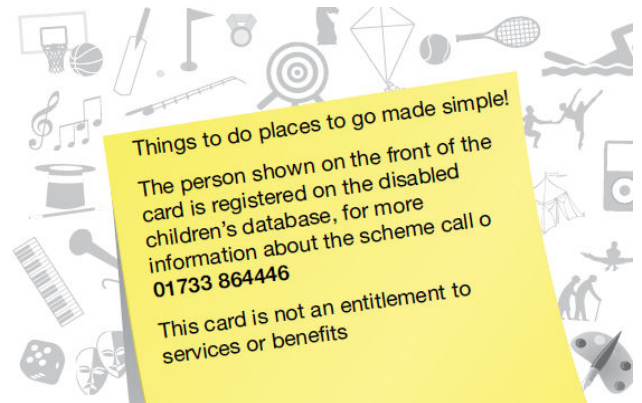 Things to do places to go made simple!
The person shown on the front of the
card is registered on the disabled
children's database, for more
information about the scheme call o
01733 864446
This card is not an entitlement to
services or benefits